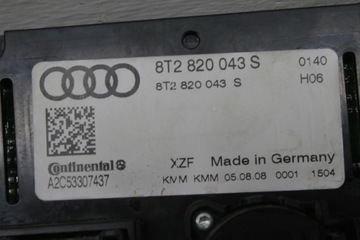 8T2 820 043 S 0140
8T2 820 043 S H06
Continental XZF Made in Germany
A2C53307437 KMM KMM 05.08.08 0001 1504